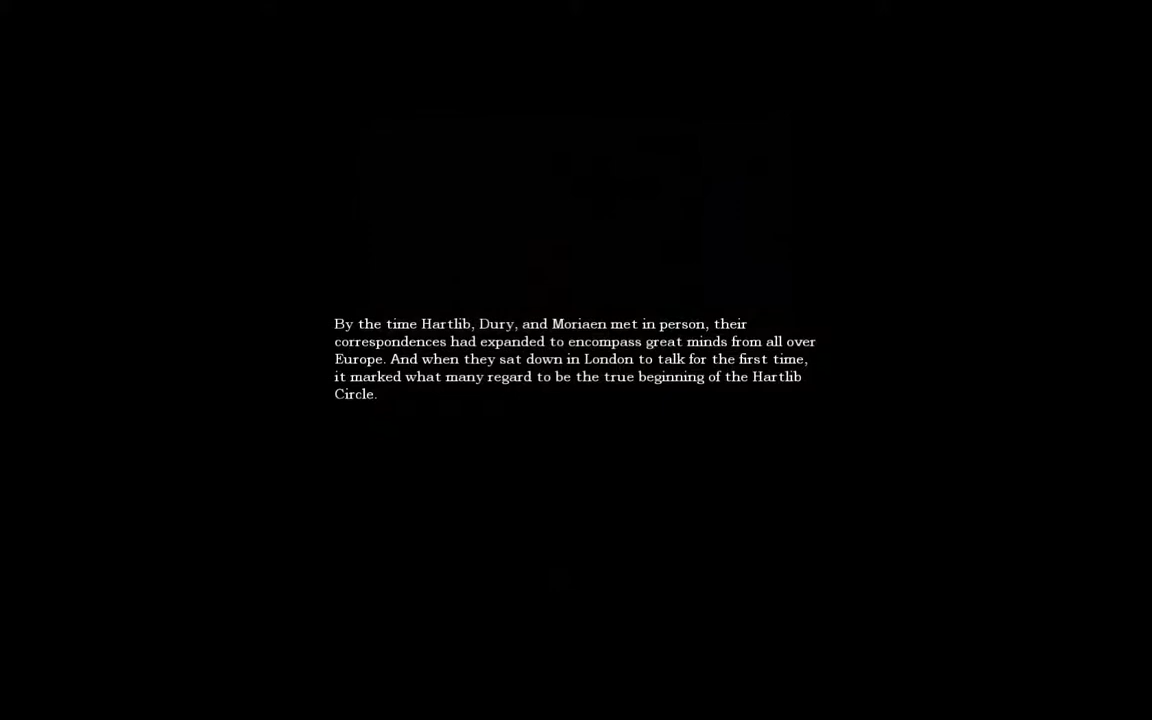 By the time Hartlib, Dury, and Moriaen met in person, their
correspondences had expanded to encompass great minds from all over
Europe. And when they sat down in London to talk for the first time,
it marked what many regard to be the true beginning of the Hartlib
Circle.